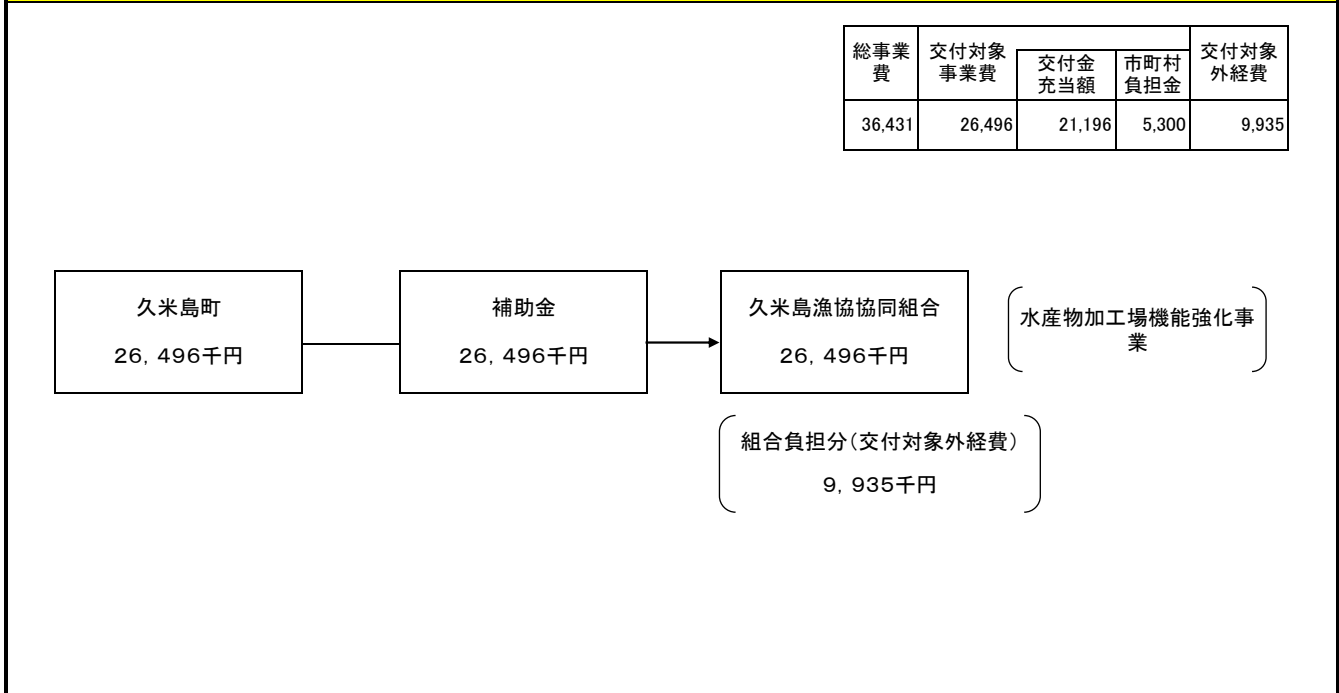 総事業
費
交付対象
事業費
交付金
充当額
市町村
負担金
交付対象
外経費
36,431
26,496
21,196
5,300
9,935
久米島町
26,496千円
補助金
26,496千円
久米島漁協協同組合
26,496千円
水産物加工場機能強化事
業
組合負担分(交付対象外経費)
9,935千円